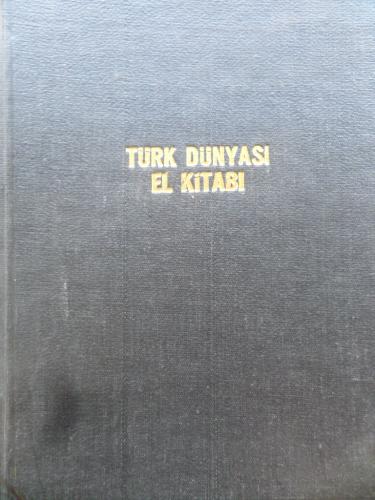 TÜRK DÜNYASI
EL KİTABI